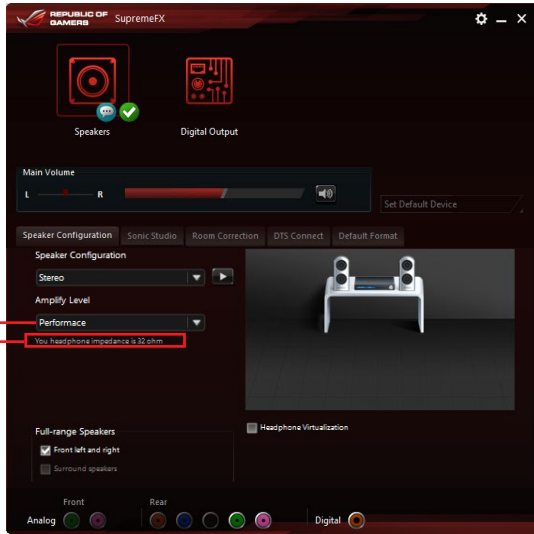 REPUBLIC OF
GAMERS
SupremeFX
Speakers
Digital Output
Main Volume
L
R
Set Default Device
Speaker Configuration
Sonic Studio
Room Correction
DTS Connect
Default Format
Speaker Configuration
Stereo
Amplify Level
Performace
You headphone impedance is 32 ohm
Full-range Speakers
Front left and right
Surround speakers
Headphone Virtualization
Front
Rear
Analog
Digital